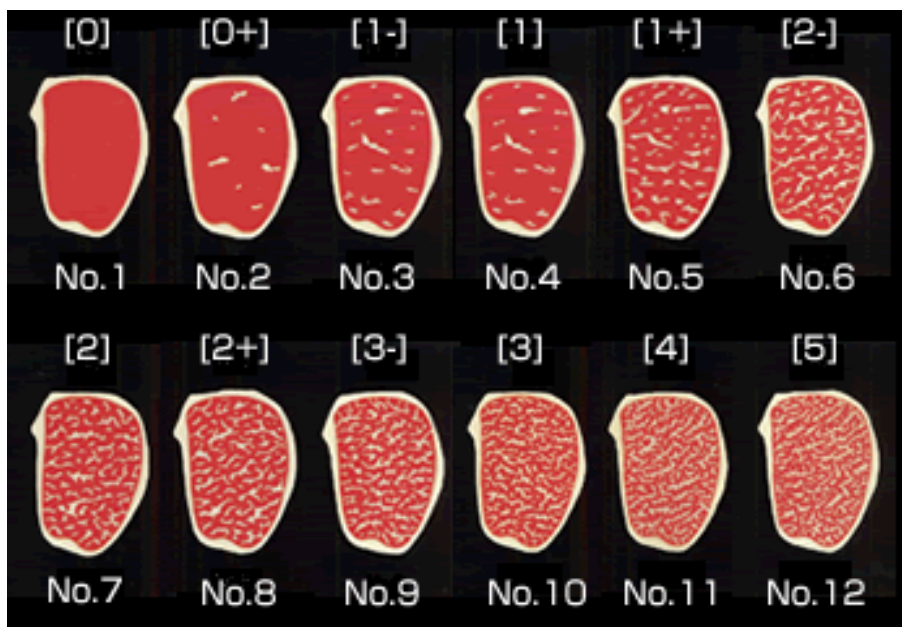 [0] [0+] [1-] [1] [1+] [2-]
No.1 No.2 No.3 No.4 No.5 No.6
[2] [2+] [3-] [3] [4] [5]
No.7 No.8 No.9 No.10 No.11 No.12